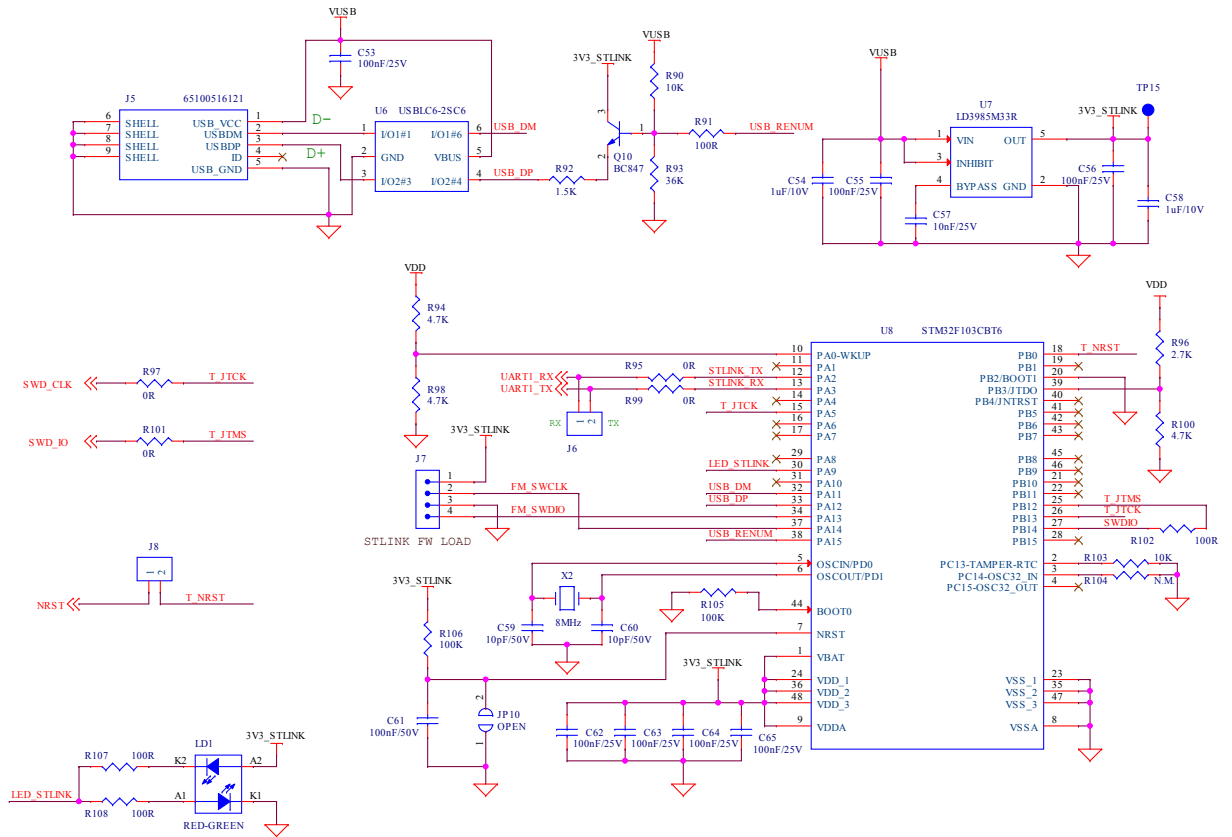 VUSB
C53
100nF/25V
J5
65100516121
6
7
8
9
SHELL
SHELL
SHELL
SHELL
USB_VCC
USBDM
USBDP
ID
USB_GND
1
2
3
4
5
D-
D+
U6
USBLC6-2SC6
1
2
3
I/O1#1
GND
I/O2#3
I/O1#6
VBUS
I/O2#4
6
5
4
USB_DM
USB_DP
R92
1.5K
3V3_STLINK
3
1
2
Q10
BC847
VUSB
R90
10K
R91
100R
USB_RENUM
R93
36K
VUSB
C54
1uF/10V
C55
100nF/25V
C57
10nF/25V
U7
LD3985M33R
1
3
4
VIN
INHIBIT
BYPASS
OUT
GND
5
2
TP15
3V3_STLINK
C56
100nF/25V
C58
1uF/10V
VDD
R94
4.7K
R98
4.7K
SWD_CLK
R97
0R
T_JTCK
SWD_IO
R101
0R
T_JTMS
UART1_RX
UART1_TX
R95
0R
STLINK_TX
R99
0R
STLINK_RX
RX
1
2
TX
J6
T_JTCK
3V3_STLINK
J7
1
2
3
4
FM_SWCLK
FM_SWDIO
STLINK FW LOAD
LED_STLINK
USB_DM
USB_DP
USB_RENUM
U8
STM32F103CBT6
10
11
12
13
14
15
16
17
29
30
31
32
33
34
37
38
5
6
44
7
1
24
36
48
9
PA0-WKUP
PA1
PA2
PA3
PA4
PA5
PA6
PA7
PA8
PA9
PA10
PA11
PA12
PA13
PA14
PA15
OSCIN/PD0
OSCOUT/PD1
BOOT0
NRST
VBAT
VDD_1
VDD_2
VDD_3
VDDA
PB0
PB1
PB2/BOOT1
PB3/JTDO
PB4/JNTRST
PB5
PB6
PB7
PB8
PB9
PB10
PB11
PB12
PB13
PB14
PB15
PC13-TAMPER-RTC
PC14-OSC32_IN
PC15-OSC32_OUT
VSS_1
VSS_2
VSS_3
VSSA
18
19
20
39
40
41
42
43
45
46
21
22
25
26
27
28
2
3
4
23
35
47
8
T_NRST
VDD
R96
2.7K
R100
4.7K
T_JTMS
T_JTCK
SWDIO
R102
100R
R103
10K
R104
N.M.
J8
1
2
NRST
T_NRST
3V3_STLINK
R106
100K
C61
100nF/50V
2
JP10
OPEN
1
X2
8MHz
C59
10pF/50V
C60
10pF/50V
R105
100K
3V3_STLINK
C62
100nF/25V
C63
100nF/25V
C64
100nF/25V
C65
100nF/25V
LED_STLINK
R107
100R
R108
100R
LD1
K2
A2
A1
K1
3V3_STLINK
RED-GREEN